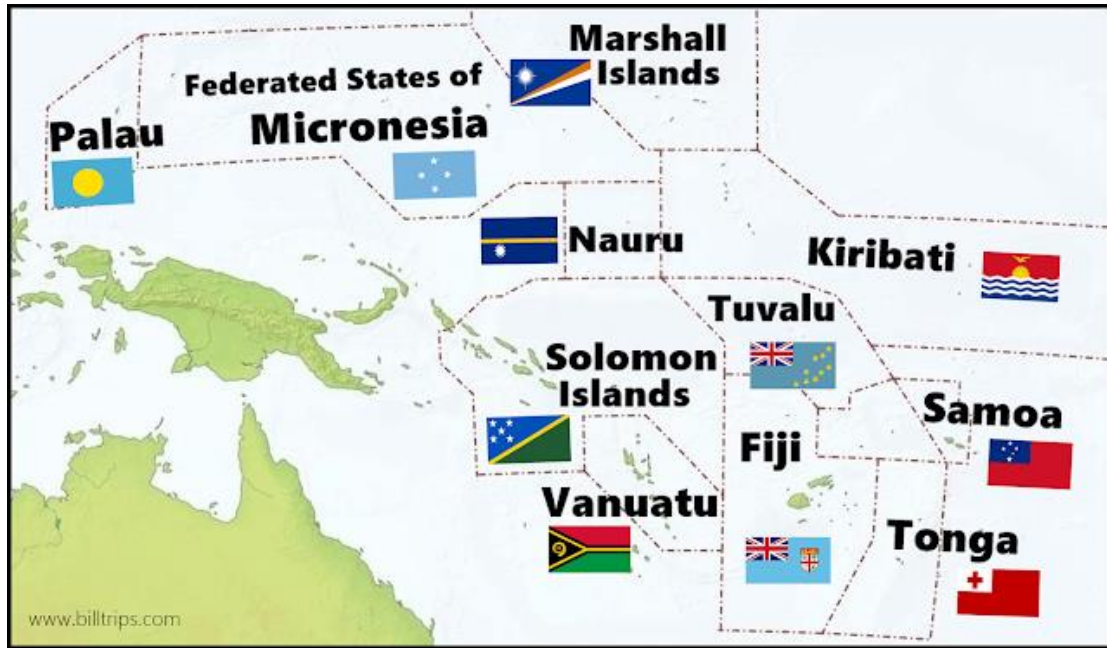 Marshall
Islands
Federated States of
Micronesia
Palau
Nauru
Kiribati
Tuvalu
Solomon
Islands
Samoa
Fiji
Vanuatu
Tonga
www.billtrips.com